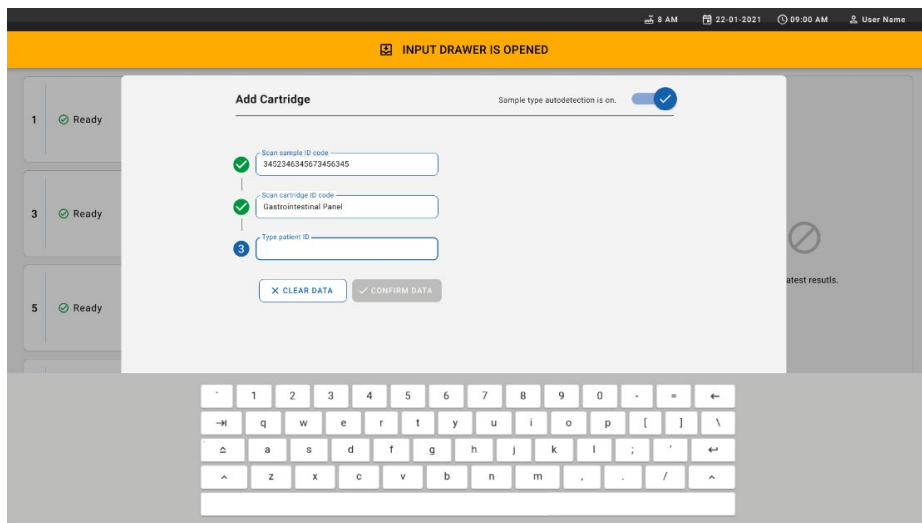 8 AM 22-01-2021 09:00 AM User Name
INPUT DRAWER IS OPENED
Add Cartridge
Sample type autodetection is on.
1 Ready
Scan sample ID code
3452346345673456345
Scan cartridge ID code
Gastrointestinal Panel
3 Ready
3 Type patient ID
CLEAR DATA CONFIRM DATA
atest resutls.
5 Ready
` 1 2 3 4 5 6 7 8 9 0 - =
q w e r t y u i o p [ ] \
a s d f g h j k l ; '
z x c v b n m , . /